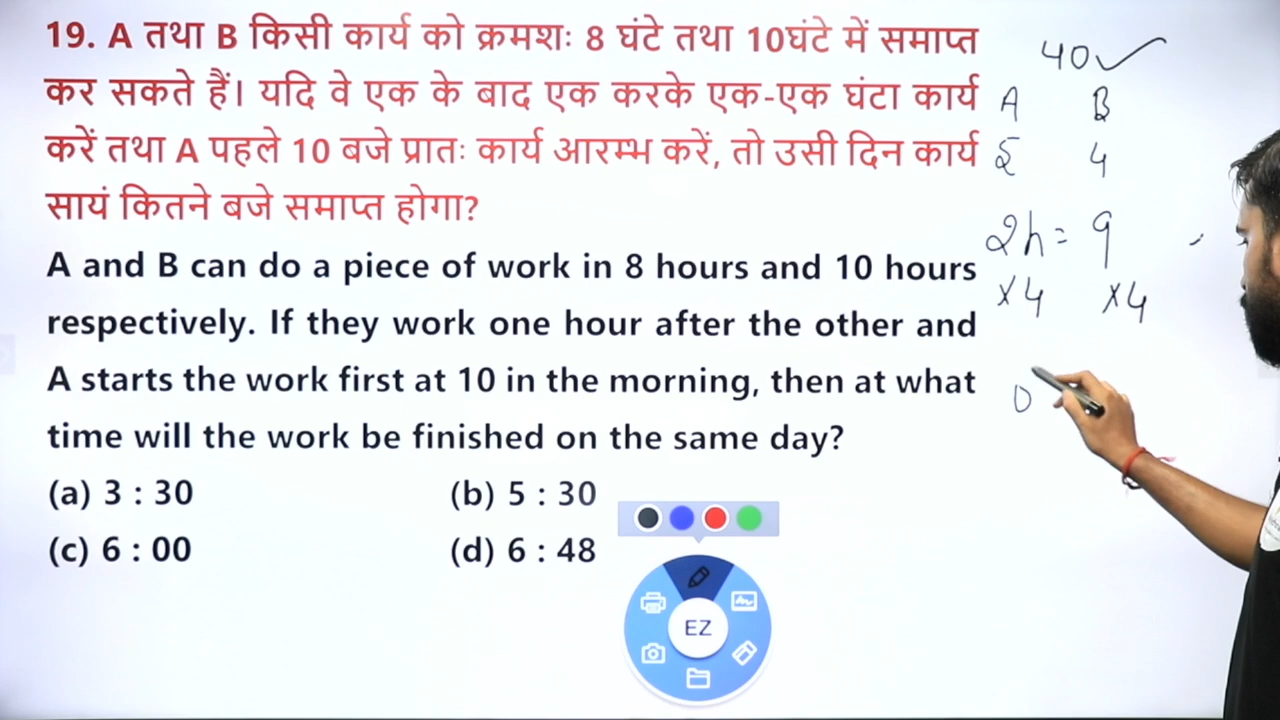 19. A तथा B किसी कार्य को क्रमशः 8 घंटे तथा 10घंटे में समाप्त
कर सकते हैं। यदि वे एक के बाद एक करके एक-एक घंटा कार्य
करें तथा A पहले 10 बजे प्रातः कार्य आरम्भ करें, तो उसी दिन कार्य
सायं कितने बजे समाप्त होगा?
A and B can do a piece of work in 8 hours and 10 hours
respectively. If they work one hour after the other and
A starts the work first at 10 in the morning, then at what
time will the work be finished on the same day?
(a) 3 : 30 (b) 5 : 30
(c) 6 : 00 (d) 6 : 48
EZ
40
A B
5 4
2h = 9
×4 ×4